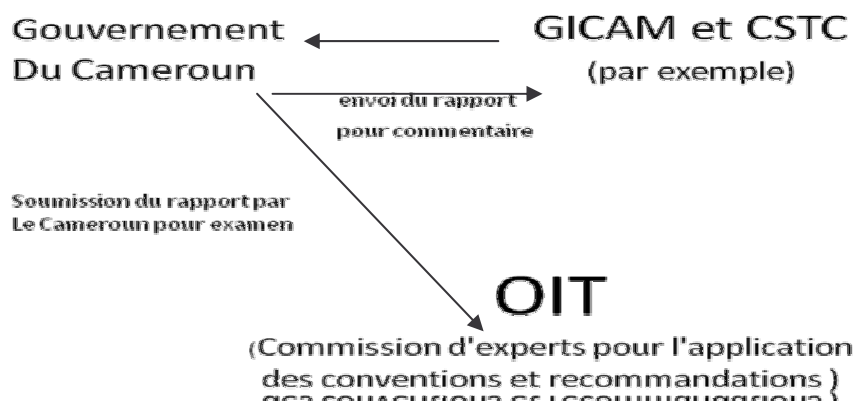 Gouvernement
Du Cameroun
GICAM et CSTC
(par exemple)
envoi du rapport
pour commentaire
Soumission du rapport par
Le Cameroun pour examen
OIT
(Commission d'experts pour l'application
des conventions et recommandations )